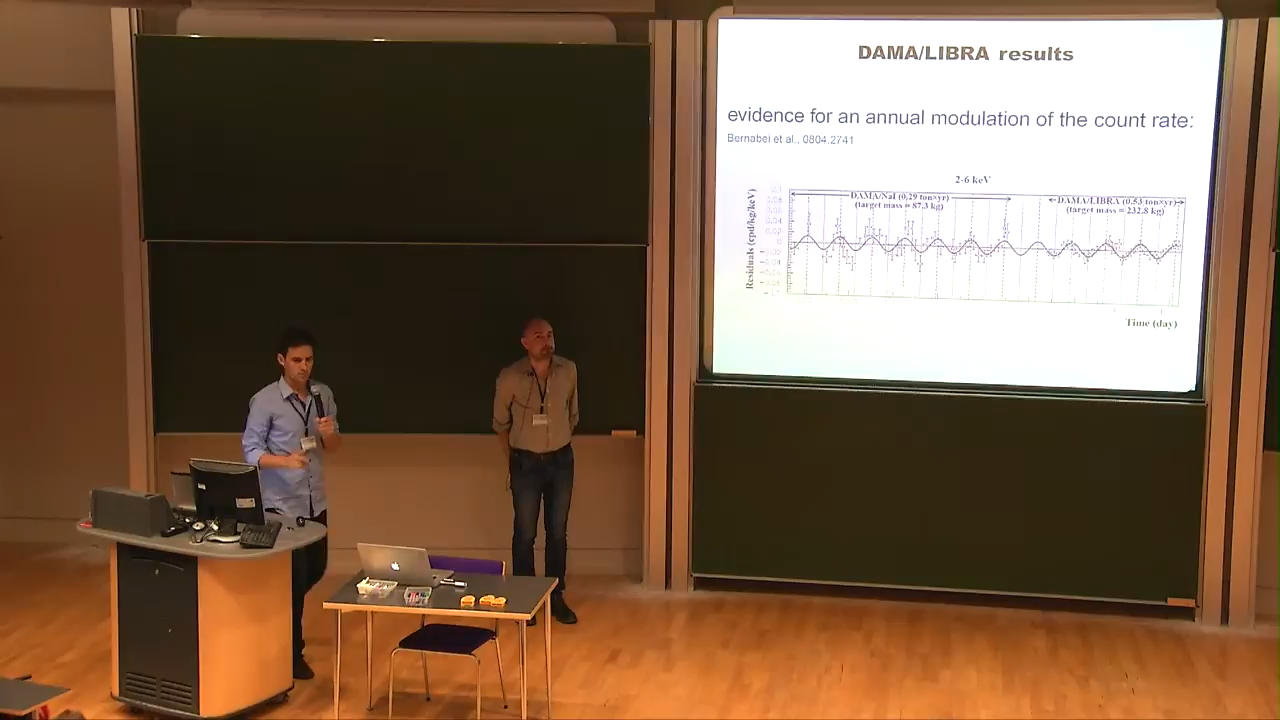 DAMA/LIBRA results
evidence for an annual modulation of the count rate:
Bernabei et al., 0804.2741
2-6 keV
DAMA/NaI (0.29 ton×yr)
(target mass = 87.3 kg)
DAMA/LIBRA (0.53 ton×yr)
(target mass = 232.8 kg)
Residuals (cpd/kg/keV)
Time (day)